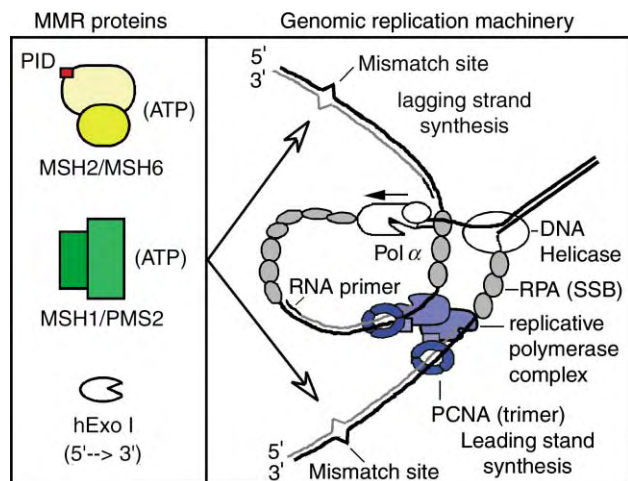 MMR proteins
Genomic replication machinery
PID
(ATP)
MSH2/MSH6
(ATP)
MSH1/PMS2
hExo I
(5'--> 3')
5'
3'
Mismatch site
lagging strand
synthesis
Pol α
DNA
Helicase
RNA primer
RPA (SSB)
replicative
polymerase
complex
PCNA (trimer)
Leading stand
synthesis
5'
3'
Mismatch site